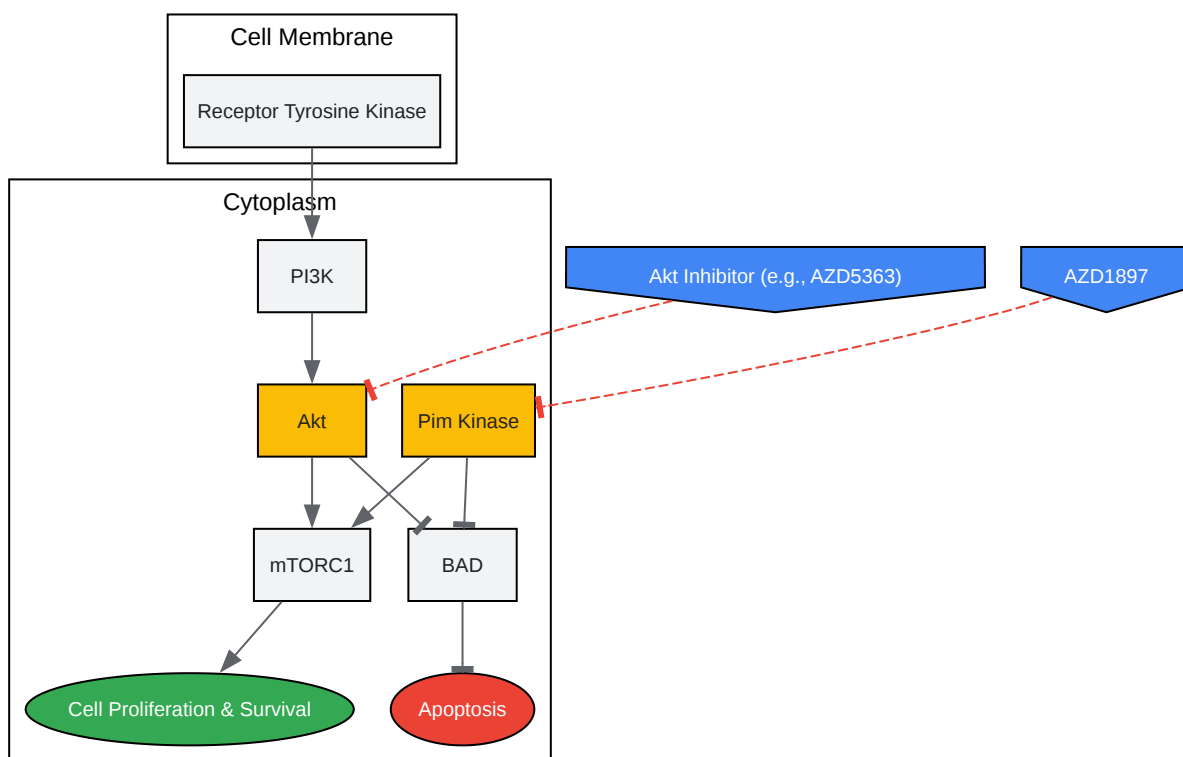 Cell Membrane
Receptor Tyrosine Kinase
Cytoplasm
PI3K
Akt Inhibitor (e.g., AZD5363)
AZD1897
Akt
Pim Kinase
mTORC1
BAD
Cell Proliferation & Survival
Apoptosis